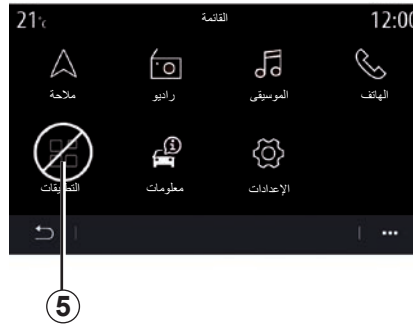 21°c القائمة 12:00
ملاحة راديو الموسيقى الهاتف
التطبيقات معلومات الإعدادات
5